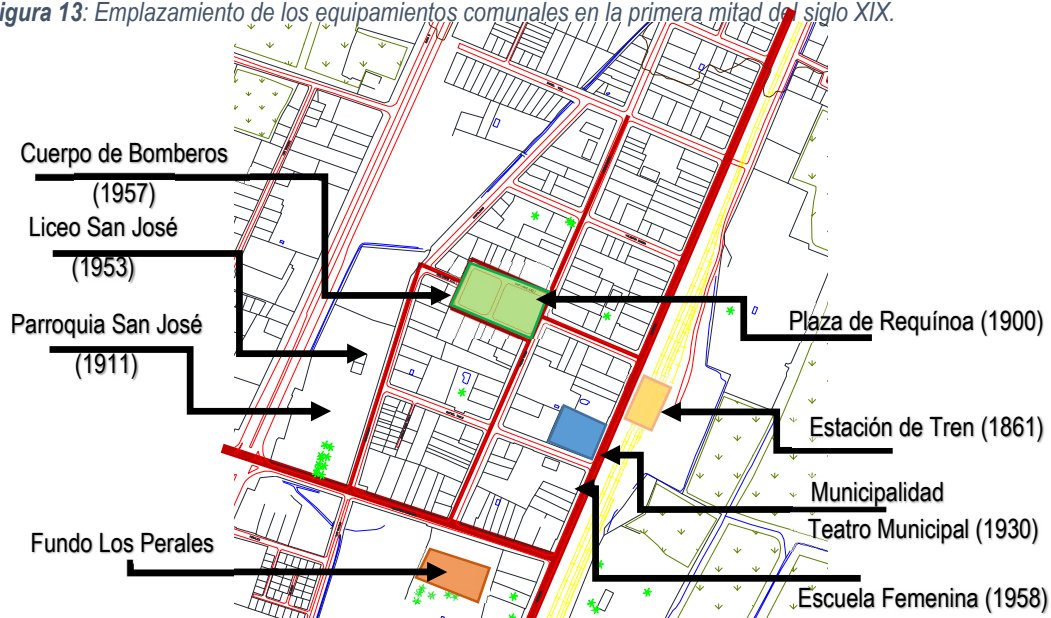 igura 13: Emplazamiento de los equipamientos comunales en la primera mitad del siglo XIX.
Cuerpo de Bomberos
(1957)
Liceo San José
(1953)
Parroquia San José
(1911)
Fundo Los Perales
Plaza de Requínoa (1900)
Estación de Tren (1861)
Municipalidad
Teatro Municipal (1930)
Escuela Femenina (1958)